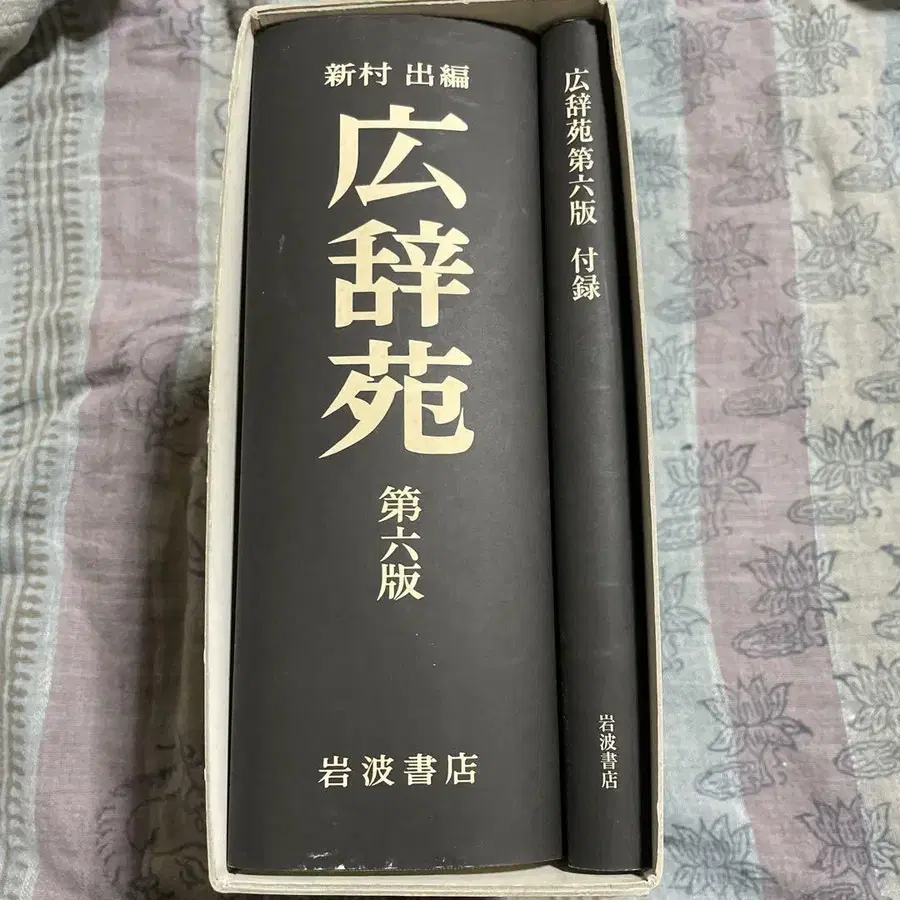 新村 出編
広辞苑
第六版
岩波書店
広辞苑第六版 付録
岩波書店